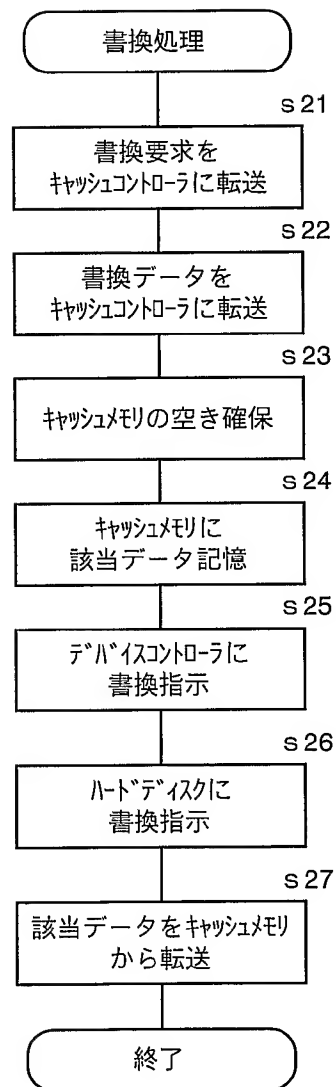 書換処理
s21
書換要求を
キャッシュコントローラに転送
s22
書換データを
キャッシュコントローラに転送
s23
キャッシュメモリの空き確保
s24
キャッシュメモリに
該当データ記憶
s25
デバイスコントローラに
書換指示
s26
ハードディスクに
書換指示
s27
該当データをキャッシュメモリ
から転送
終了